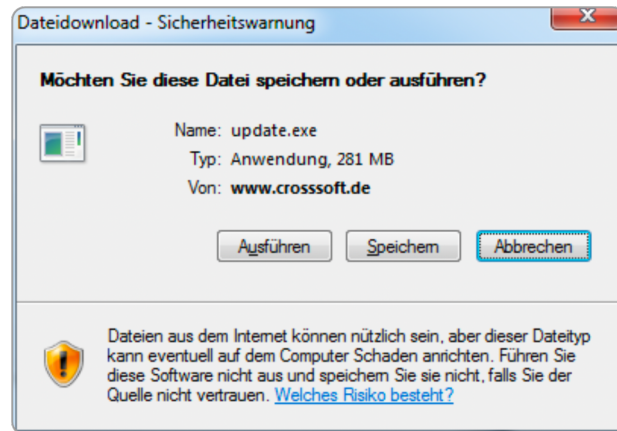 Dateidownload - Sicherheitswarnung
Möchten Sie diese Datei speichern oder ausführen?
Name: update.exe
Typ: Anwendung, 281 MB
Von: www.crosssoft.de
Ausführen Speichern Abbrechen
Dateien aus dem Internet können nützlich sein, aber dieser Dateityp
kann eventuell auf dem Computer Schaden anrichten. Führen Sie
diese Software nicht aus und speichern Sie sie nicht, falls Sie der
Quelle nicht vertrauen. Welches Risiko besteht?